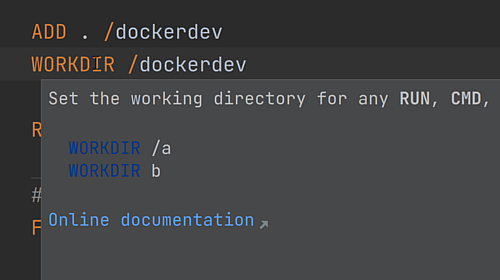 ADD . /dockerdev
WORKDIR /dockerdev
Set the working directory for any RUN, CMD,
R
WORKDIR /a
WORKDIR b
#
Online documentation
F